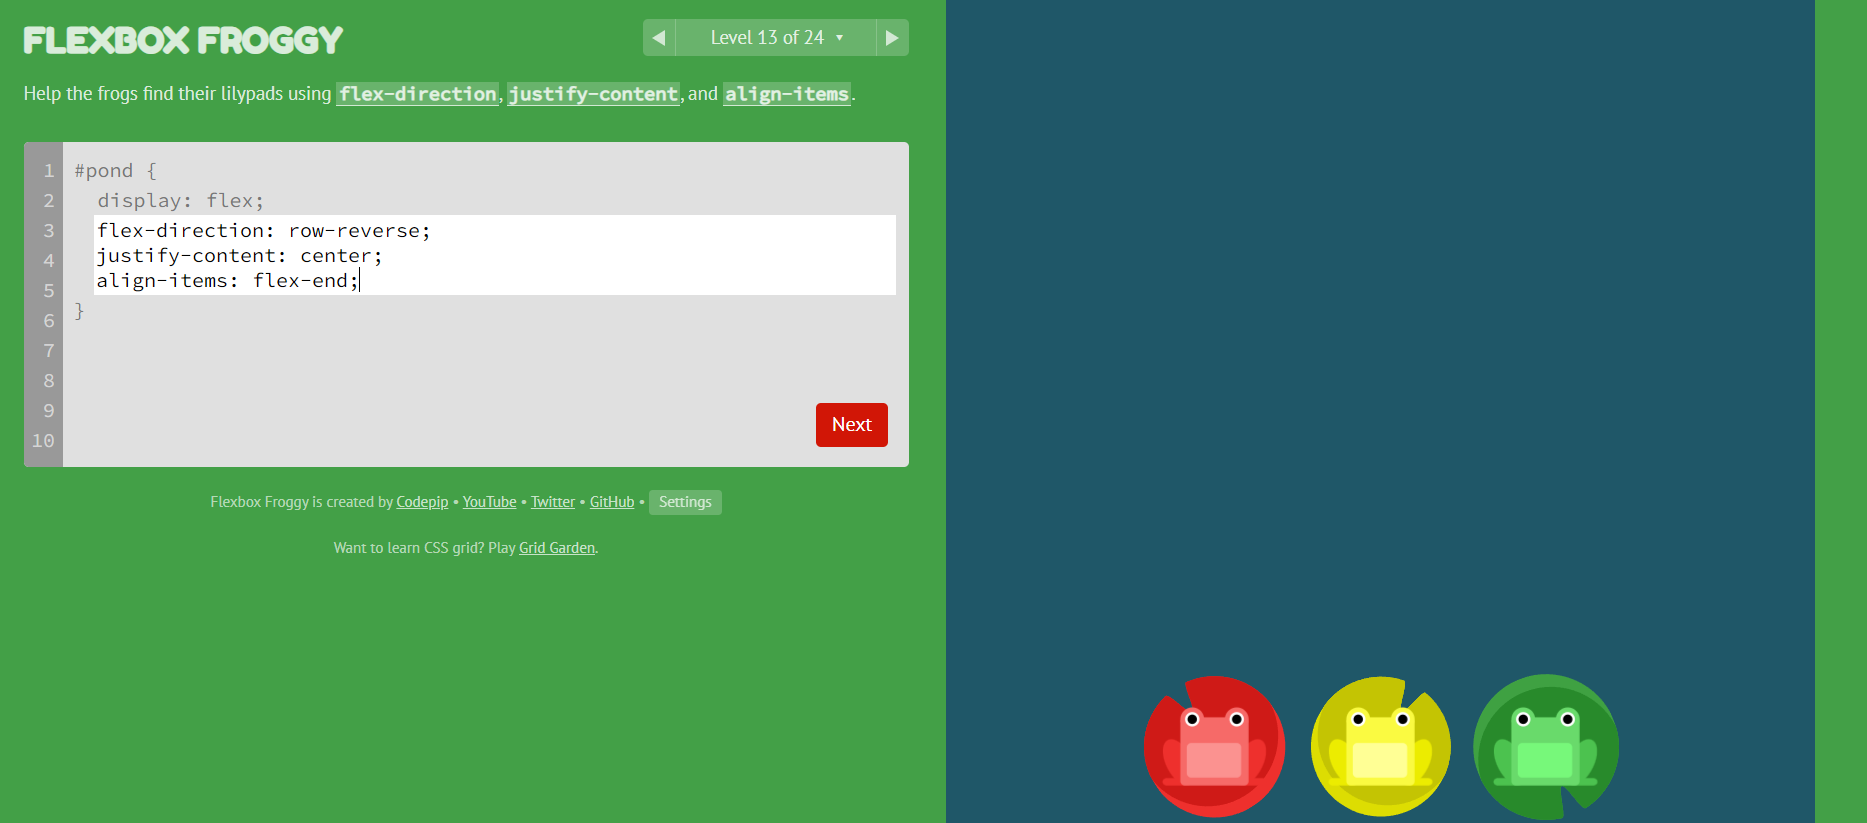 FLEXBOX FROGGY
◀ Level 13 of 24 ▼ ▶
Help the frogs find their lilypads using flex-direction, justify-content, and align-items.
1 #pond {
2 display: flex;
3 flex-direction: row-reverse;
4 justify-content: center;
5 align-items: flex-end;
6 }
7
8
9
10
Next
Flexbox Froggy is created by Codepip • YouTube • Twitter • GitHub • Settings
Want to learn CSS grid? Play Grid Garden.